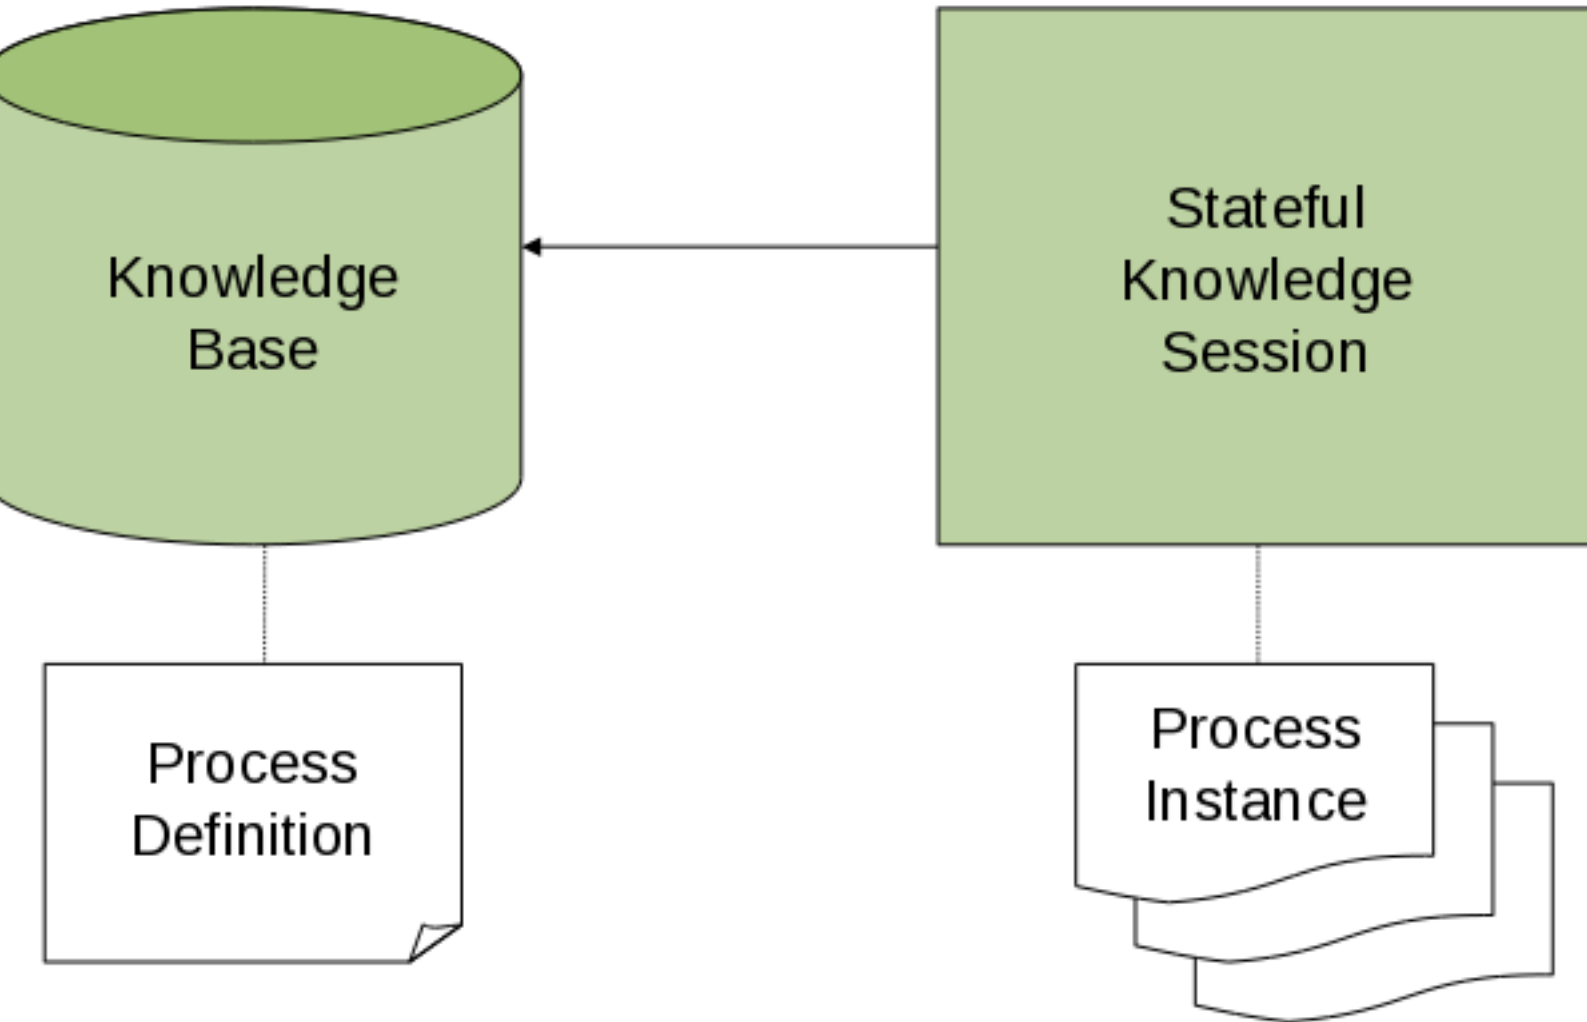 Knowledge
Base
Stateful
Knowledge
Session
Process
Definition
Process
Instance